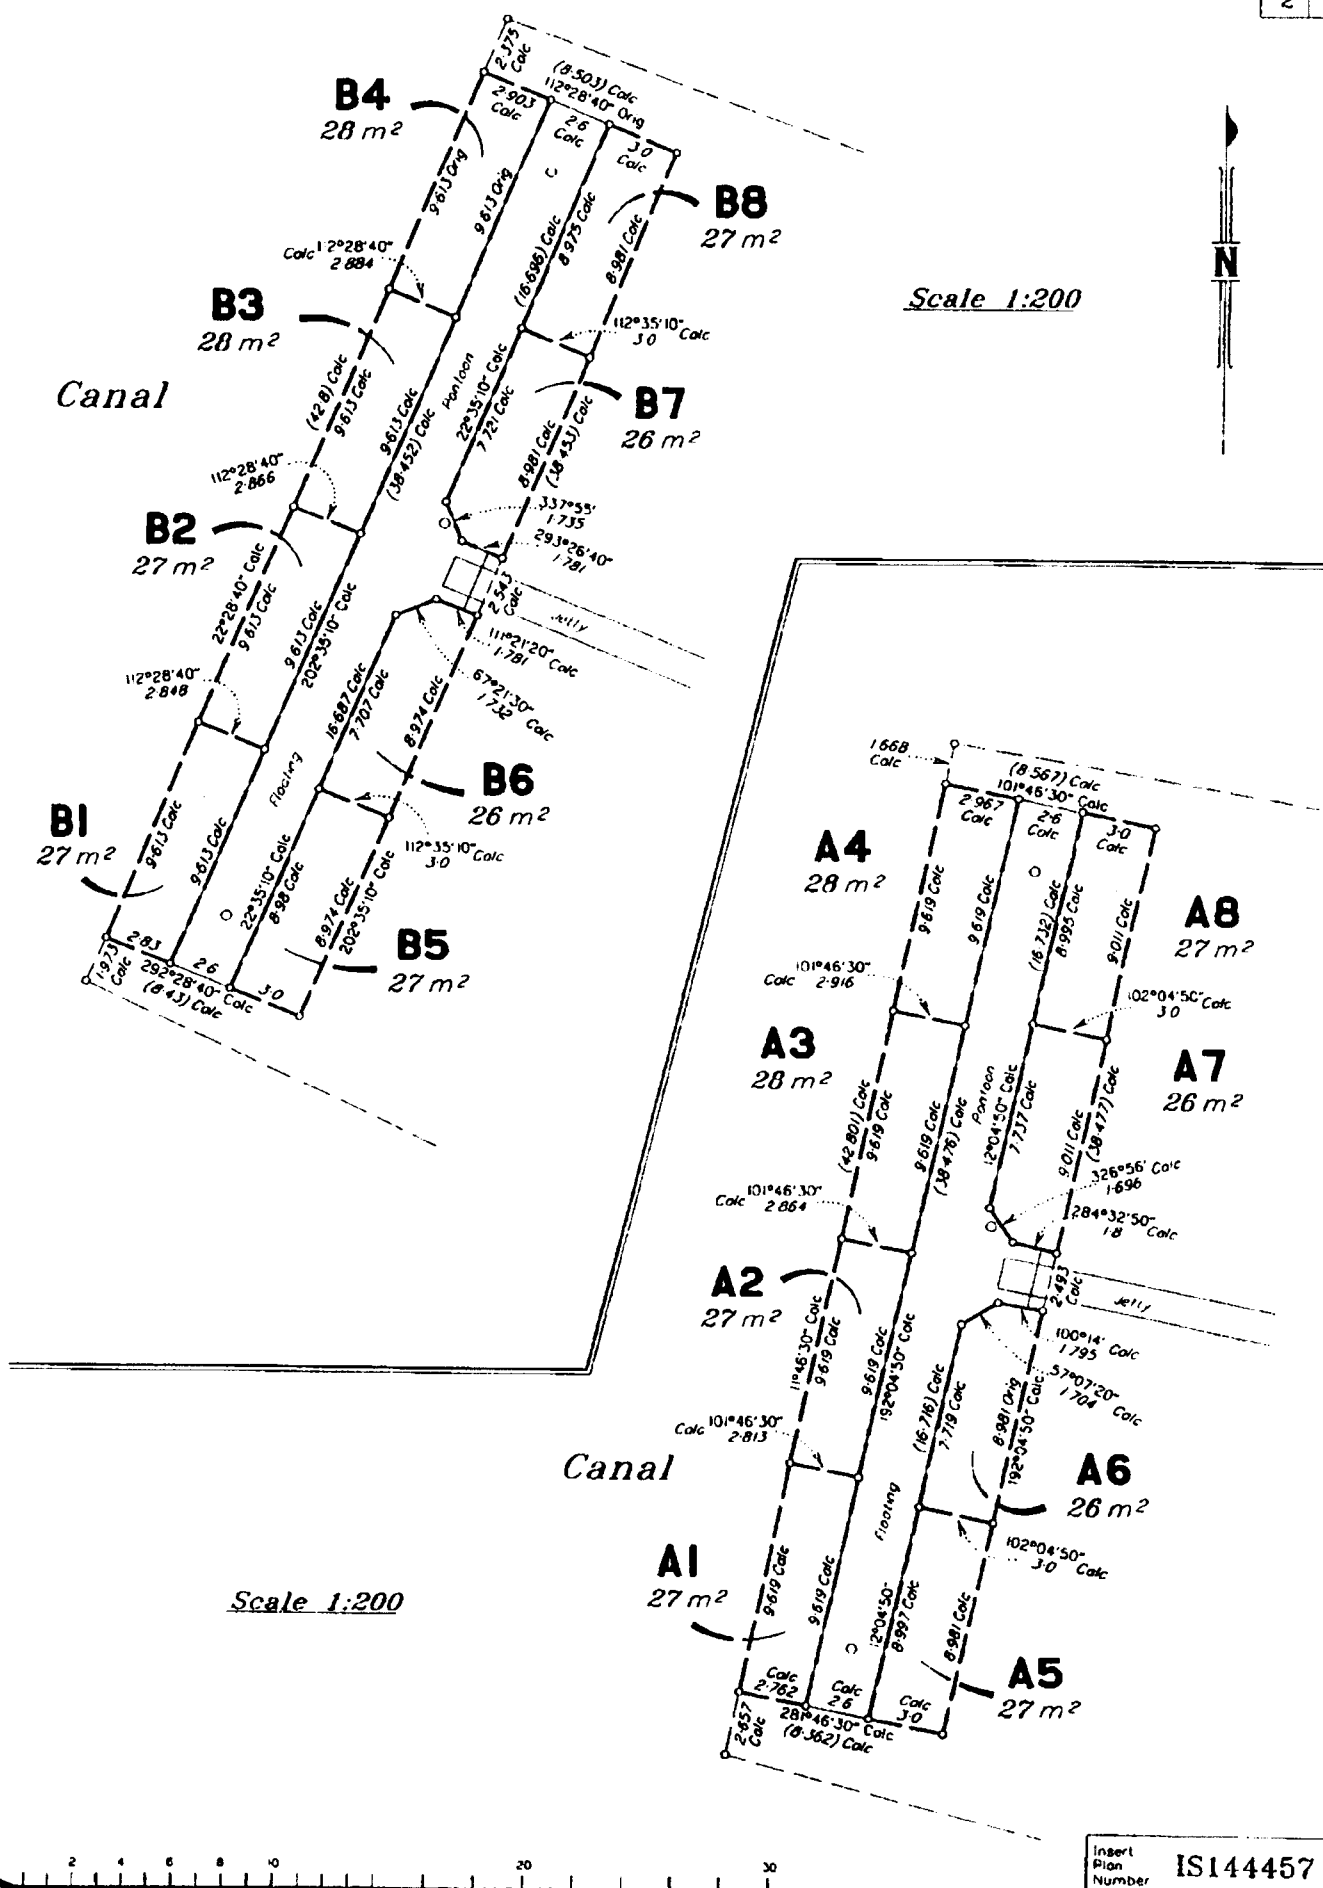 2
2·375
Calc
(8·503) Calc
112°28'40" Orig
2·903
Calc
2·6
Calc
3·0
Calc
B4
28 m²
9·613 Orig
9·613 Orig
(16·696) Calc
8·975 Calc
8·981 Calc
B8
27 m²
Calc 112°28'40"
2·884
N
Scale 1:200
B3
28 m²
112°35'10" Calc
3·0
Canal
(42·8) Calc
9·613 Calc
9·613 Calc
(38·452) Calc
Pontoon
22°35'10" Calc
7·721 Calc
8·981 Calc
(38·453) Calc
B7
26 m²
112°28'40"
2·866
337°55'
1·735
293°26'40"
1·781
B2
27 m²
2·543
Calc
Jetty
22°28'40" Calc
9·613 Calc
9·613 Calc
202°35'10" Calc
111°21'20" Calc
1·781
67°21'30" Calc
1·732
112°28'40"
2·848
16·687 Calc
7·707 Calc
8·974 Calc
Floating
B6
26 m²
112°35'10" Calc
3·0
B1
27 m²
9·613 Calc
9·613 Calc
22°35'10" Calc
8·98 Calc
8·974 Calc
202°35'10" Calc
B5
27 m²
1·973
Calc
2·83
2·6
3·0
292°28'40" Calc
(8·43) Calc
1·668
Calc
(8·567) Calc
101°46'30" Calc
2·967
Calc
2·6
Calc
3·0
Calc
A4
28 m²
9·619 Calc
9·619 Calc
(16·732) Calc
8·995 Calc
9·011 Calc
A8
27 m²
101°46'30"
Calc 2·916
102°04'50" Calc
3·0
A3
28 m²
(42·801) Calc
9·619 Calc
9·619 Calc
(38·476) Calc
Pontoon
12°04'50" Calc
7·737 Calc
9·011 Calc
(38·477) Calc
A7
26 m²
326°56' Calc
1·696
284°32'50"
1·8 Calc
101°46'30"
Calc 2·864
A2
27 m²
2·493
Calc
Jetty
11°46'30" Calc
9·619 Calc
9·619 Calc
192°04'50" Calc
100°14' Calc
1·795
57°07'20"
1·704 Calc
(16·716) Calc
7·719 Calc
8·981 Orig
192°04'50" Calc
Calc 101°46'30"
2·813
Canal
Floating
A6
26 m²
102°04'50"
3·0 Calc
A1
27 m²
9·619 Calc
9·619 Calc
12°04'50"
8·997 Calc
8·981 Calc
A5
27 m²
Scale 1:200
2·657
Calc
Calc
2·762
Calc
2·6
Calc
3·0
281°46'30" Calc
(8·362) Calc
2 4 6 8 10 20 30
Insert
Plan
Number
IS144457